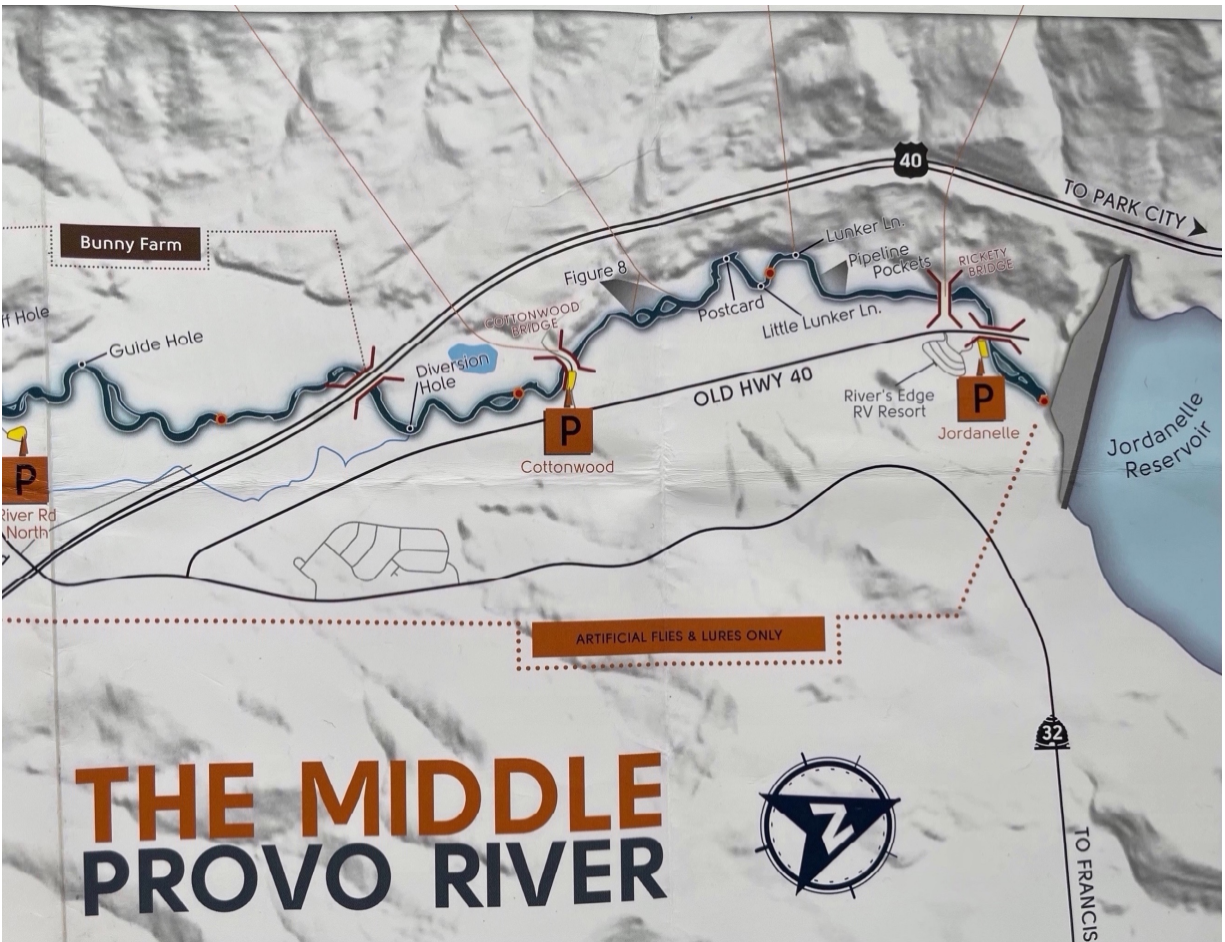 40
TO PARK CITY
Bunny Farm
Lunker Ln.
Pipeline
Pockets
RICKETY
BRIDGE
Figure 8
Postcard
Little Lunker Ln.
COTTONWOOD
BRIDGE
Hole
Guide Hole
Diversion
Hole
OLD HWY 40
River's Edge
RV Resort
P
Jordanelle
Jordanelle
Reservoir
P
Cottonwood
P
River Rd
North
ARTIFICIAL FLIES & LURES ONLY
32
THE MIDDLE
PROVO RIVER
N
TO FRANCIS